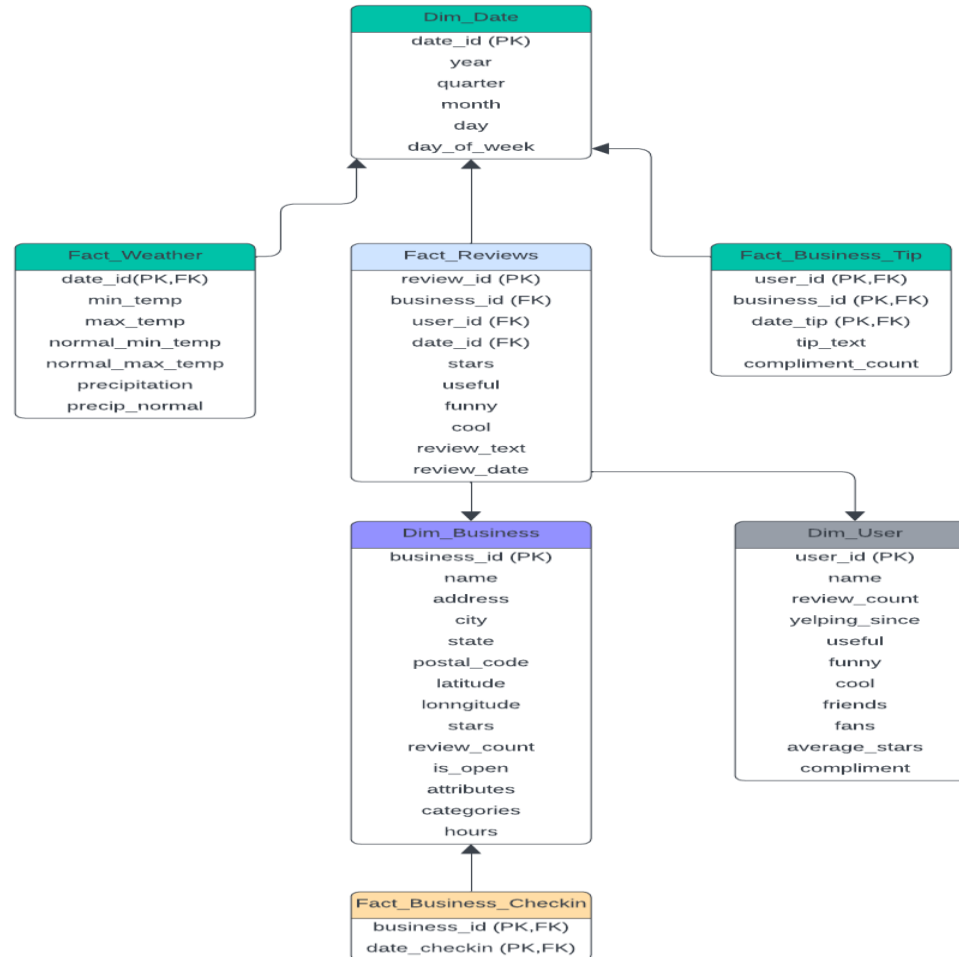 Dim_Date
date_id (PK)
year
quarter
month
day
day_of_week
Fact_Weather
date_id(PK,FK)
min_temp
max_temp
normal_min_temp
normal_max_temp
precipitation
precip_normal
Fact_Reviews
review_id (PK)
business_id (FK)
user_id (FK)
date_id (FK)
stars
useful
funny
cool
review_text
review_date
Fact_Business_Tip
user_id (PK,FK)
business_id (PK,FK)
date_tip (PK,FK)
tip_text
compliment_count
Dim_Business
business_id (PK)
name
address
city
state
postal_code
latitude
lonngitude
stars
review_count
is_open
attributes
categories
hours
Dim_User
user_id (PK)
name
review_count
yelping_since
useful
funny
cool
friends
fans
average_stars
compliment
Fact_Business_Checkin
business_id (PK,FK)
date_checkin (PK,FK)